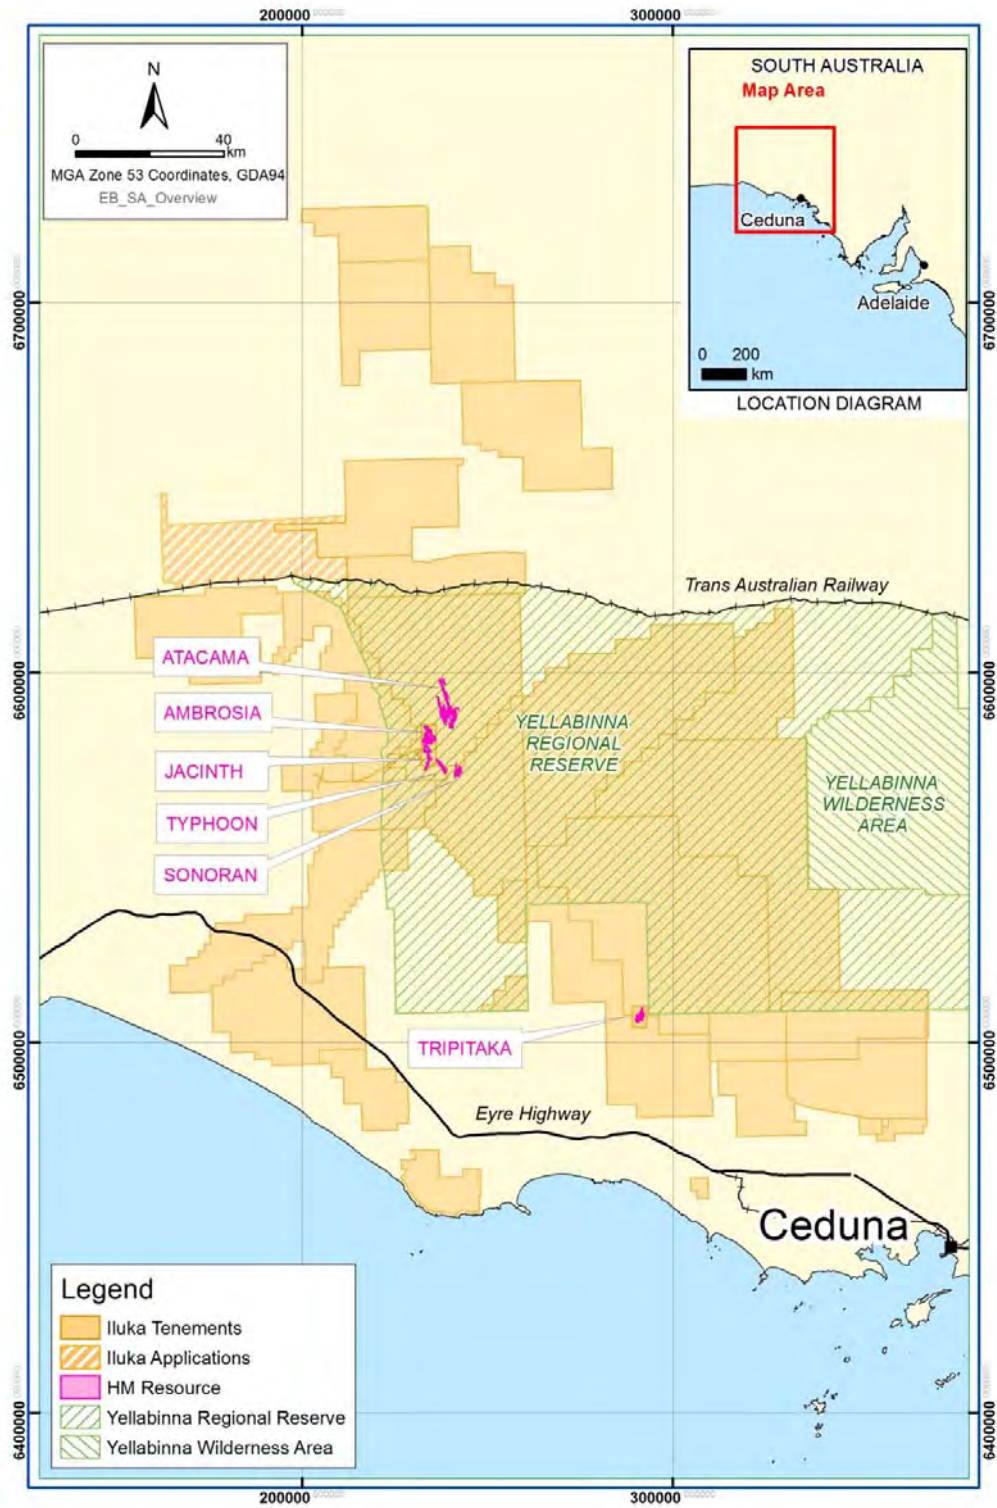 200000
300000
N
0 40
km
MGA Zone 53 Coordinates, GDA94
EB_SA_Overview
SOUTH AUSTRALIA
Map Area
Ceduna
Adelaide
0 200
km
LOCATION DIAGRAM
6700000
6700000
Trans Australian Railway
ATACAMA
6600000
6600000
AMBROSIA
YELLABINNA
REGIONAL
RESERVE
JACINTH
YELLABINNA
WILDERNESS
AREA
TYPHOON
SONORAN
6500000
6500000
TRIPITAKA
Eyre Highway
Ceduna
Legend
Iluka Tenements
Iluka Applications
HM Resource
Yellabinna Regional Reserve
Yellabinna Wilderness Area
6400000
6400000
200000
300000